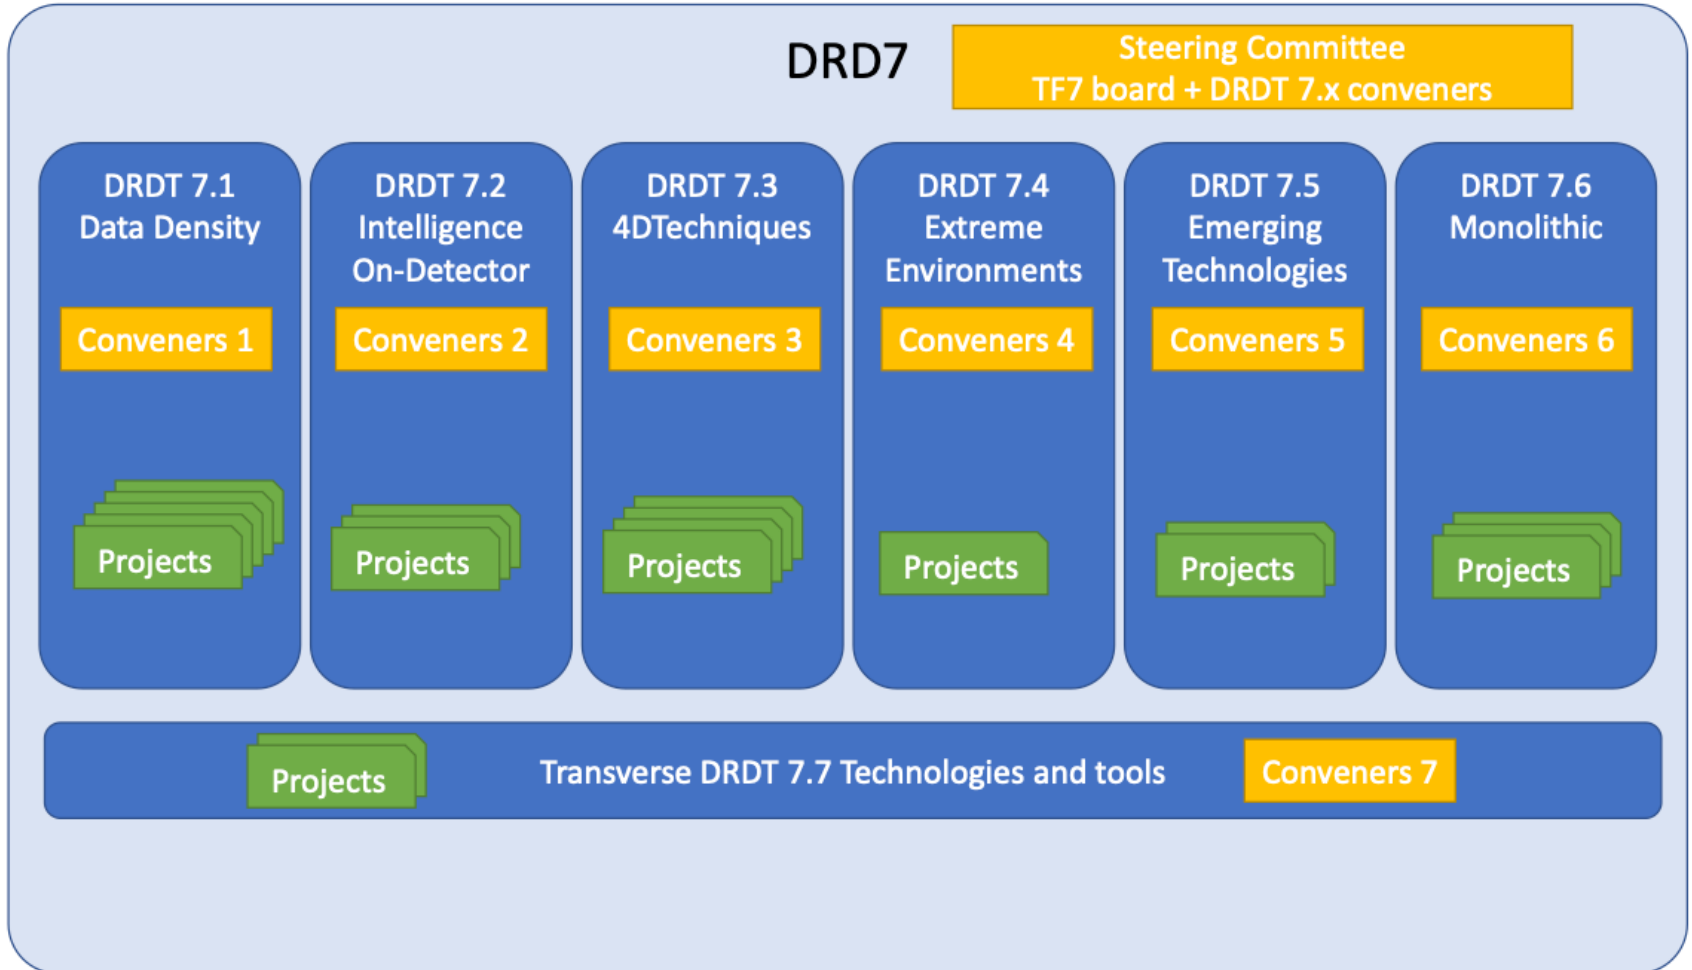 DRD7
Steering Committee
TF7 board + DRDT 7.x conveners
DRDT 7.1
Data Density
Conveners 1
Projects
DRDT 7.2
Intelligence
On-Detector
Conveners 2
Projects
DRDT 7.3
4DTechniques
Conveners 3
Projects
DRDT 7.4
Extreme
Environments
Conveners 4
Projects
DRDT 7.5
Emerging
Technologies
Conveners 5
Projects
DRDT 7.6
Monolithic
Conveners 6
Projects
Projects
Transverse DRDT 7.7 Technologies and tools
Conveners 7